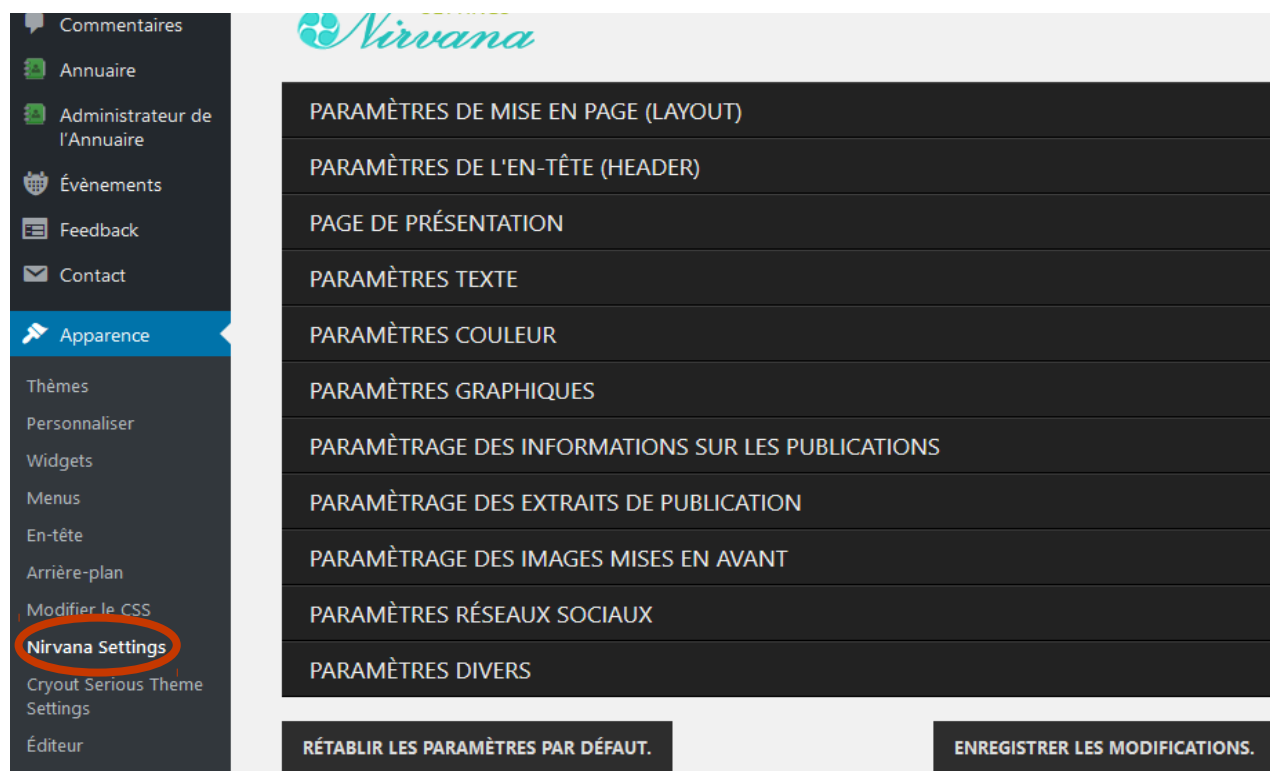 Commentaires
Annuaire
Administrateur de
l'Annuaire
Évènements
Feedback
Contact
Apparence
Thèmes
Personnaliser
Widgets
Menus
En-tête
Arrière-plan
Modifier le CSS
Nirvana Settings
Cryout Serious Theme
Settings
Éditeur
Nirvana
PARAMÈTRES DE MISE EN PAGE (LAYOUT)
PARAMÈTRES DE L'EN-TÊTE (HEADER)
PAGE DE PRÉSENTATION
PARAMÈTRES TEXTE
PARAMÈTRES COULEUR
PARAMÈTRES GRAPHIQUES
PARAMÈTRAGE DES INFORMATIONS SUR LES PUBLICATIONS
PARAMÈTRAGE DES EXTRAITS DE PUBLICATION
PARAMÈTRAGE DES IMAGES MISES EN AVANT
PARAMÈTRES RÉSEAUX SOCIAUX
PARAMÈTRES DIVERS
RÉTABLIR LES PARAMÈTRES PAR DÉFAUT.
ENREGISTRER LES MODIFICATIONS.